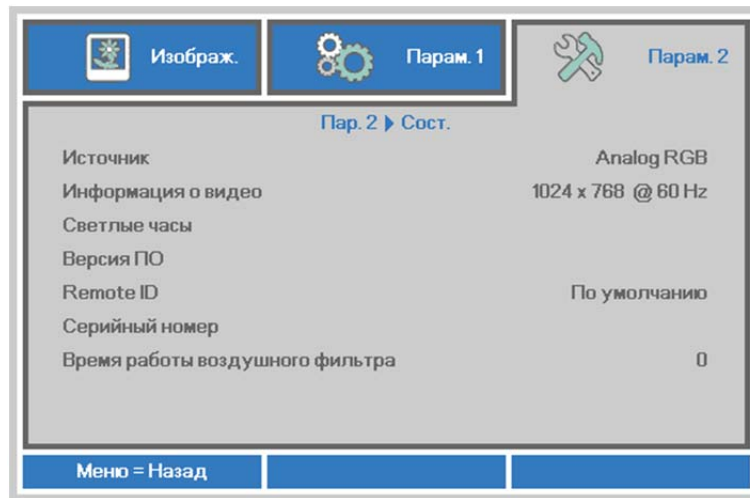 Изображ. Парам. 1 Парам. 2
Пар. 2 Сост.
Источник Analog RGB
Информация о видео 1024 x 768 @ 60 Hz
Светлые часы
Версия ПО
Remote ID По умолчанию
Серийный номер
Время работы воздушного фильтра 0
Меню = Назад